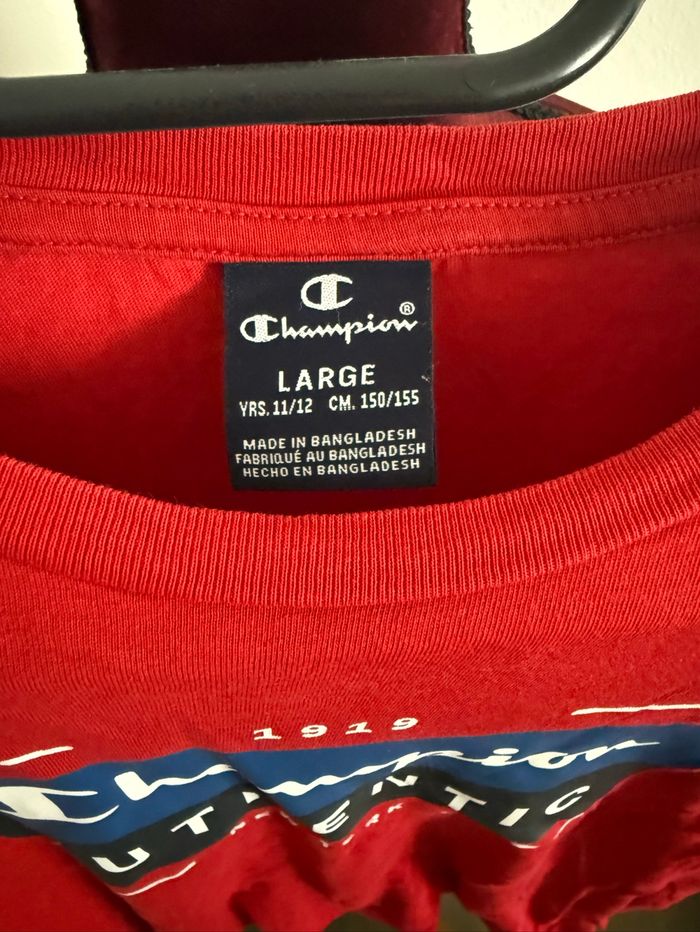 Champion®
LARGE
YRS. 11/12 CM. 150/155
MADE IN BANGLADESH
FABRIQUÉ AU BANGLADESH
HECHO EN BANGLADESH
1919
Champion
UTHENTIC